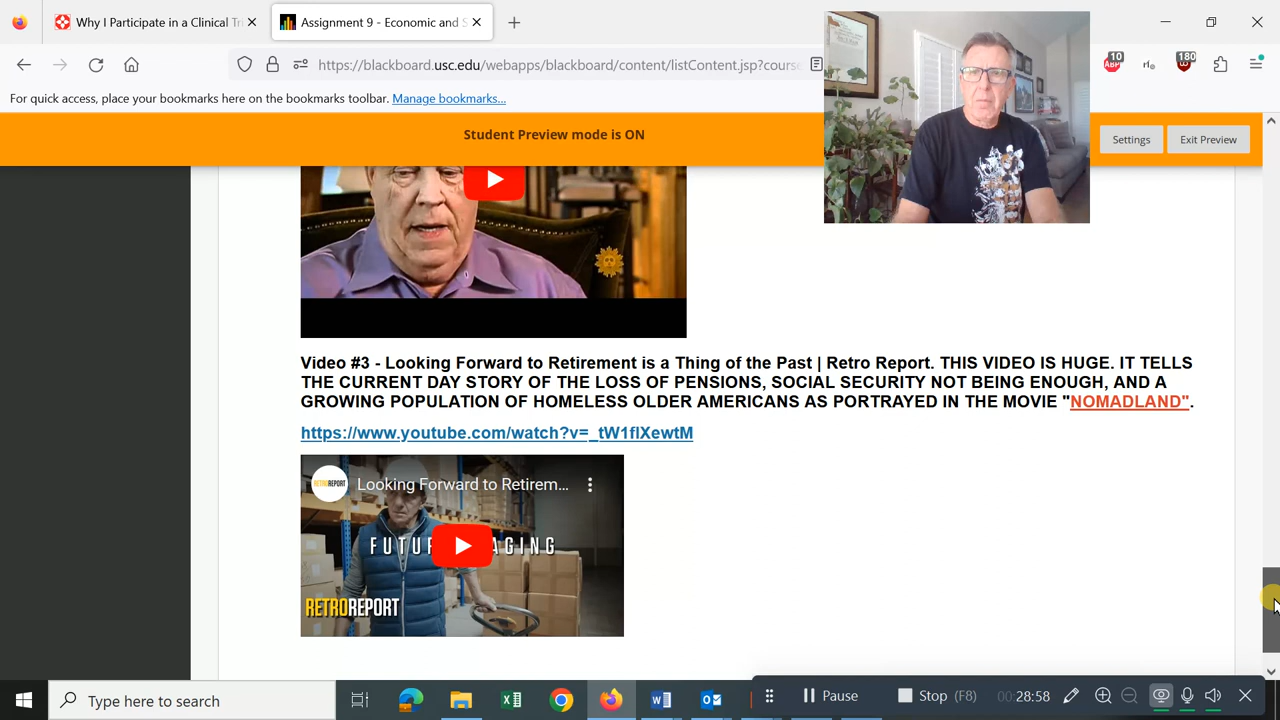 Why I Participate in a Clinical Tr
Assignment 9 - Economic and S
https://blackboard.usc.edu/webapps/blackboard/content/listContent.jsp?course
10
180
For quick access, place your bookmarks here on the bookmarks toolbar. Manage bookmarks...
Student Preview mode is ON
Settings
Exit Preview
Video #3 - Looking Forward to Retirement is a Thing of the Past | Retro Report. THIS VIDEO IS HUGE. IT TELLS
THE CURRENT DAY STORY OF THE LOSS OF PENSIONS, SOCIAL SECURITY NOT BEING ENOUGH, AND A
GROWING POPULATION OF HOMELESS OLDER AMERICANS AS PORTRAYED IN THE MOVIE "NOMADLAND".
https://www.youtube.com/watch?v=_tW1flXewtM
RETROREPORT
Looking Forward to Retirem...
RETROREPORT
Type here to search
Pause
Stop (F8)
00:28:58